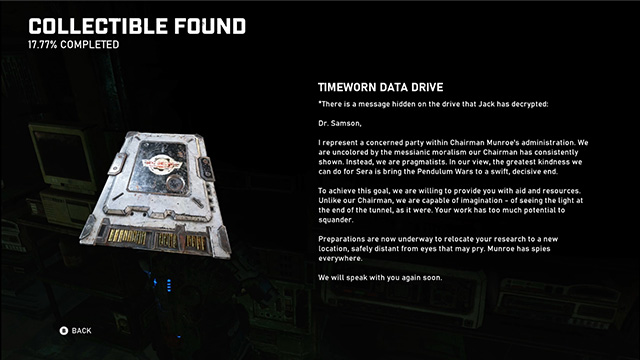 COLLECTIBLE FOUND
17.77% COMPLETED
TIMEWORN DATA DRIVE
*There is a message hidden on the drive that Jack has decrypted:
Dr. Samson,
I represent a concerned party within Chairman Munroe's administration. We
are uncolored by the messianic moralism our Chairman has consistently
shown. Instead, we are pragmatists. In our view, the greatest kindness we
can do for Sera is bring the Pendulum Wars to a swift, decisive end.
To achieve this goal, we are willing to provide you with aid and resources.
Unlike our Chairman, we are capable of imagination - of seeing the light at
the end of the tunnel, as it were. Your work has too much potential to
squander.
Preparations are now underway to relocate your research to a new
location, safely distant from eyes that may pry. Munroe has spies
everywhere.
We will speak with you again soon.
B BACK